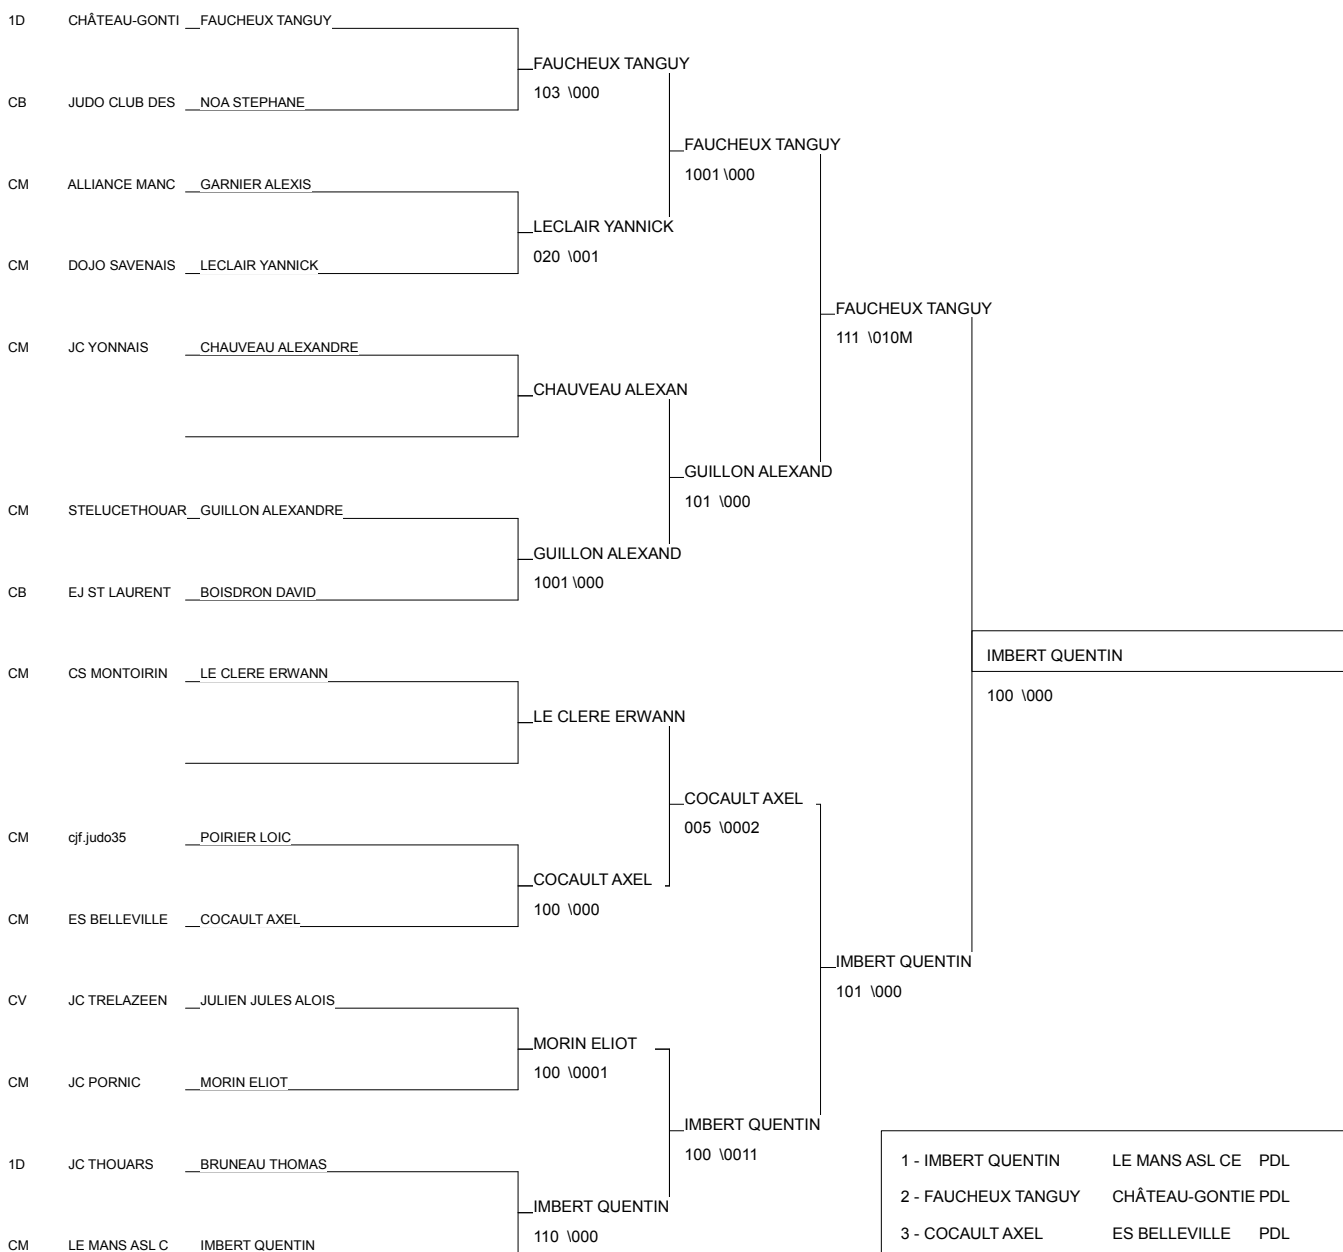 1D CHÂTEAU-GONTI FAUCHEUX TANGUY
FAUCHEUX TANGUY
103 \000
CB JUDO CLUB DES NOA STEPHANE
FAUCHEUX TANGUY
1001 \000
CM ALLIANCE MANC GARNIER ALEXIS
LECLAIR YANNICK
020 \001
CM DOJO SAVENAIS LECLAIR YANNICK
FAUCHEUX TANGUY
111 \010M
CM JC YONNAIS CHAUVEAU ALEXANDRE
CHAUVEAU ALEXAN
GUILLON ALEXAND
101 \000
CM STELUCETHOUAR GUILLON ALEXANDRE
GUILLON ALEXAND
1001 \000
CB EJ ST LAURENT BOISDRON DAVID
IMBERT QUENTIN
100 \000
CM CS MONTOIRIN LE CLERE ERWANN
LE CLERE ERWANN
COCAULT AXEL
005 \0002
CM cjf.judo35 POIRIER LOIC
COCAULT AXEL
100 \000
CM ES BELLEVILLE COCAULT AXEL
IMBERT QUENTIN
101 \000
CV JC TRELAZEEN JULIEN JULES ALOIS
MORIN ELIOT
100 \0001
CM JC PORNIC MORIN ELIOT
IMBERT QUENTIN
100 \0011
1D JC THOUARS BRUNEAU THOMAS
IMBERT QUENTIN
110 \000
CM LE MANS ASL C IMBERT QUENTIN
1 - IMBERT QUENTIN LE MANS ASL CE PDL
2 - FAUCHEUX TANGUY CHÂTEAU-GONTIE PDL
3 - COCAULT AXEL ES BELLEVILLE PDL